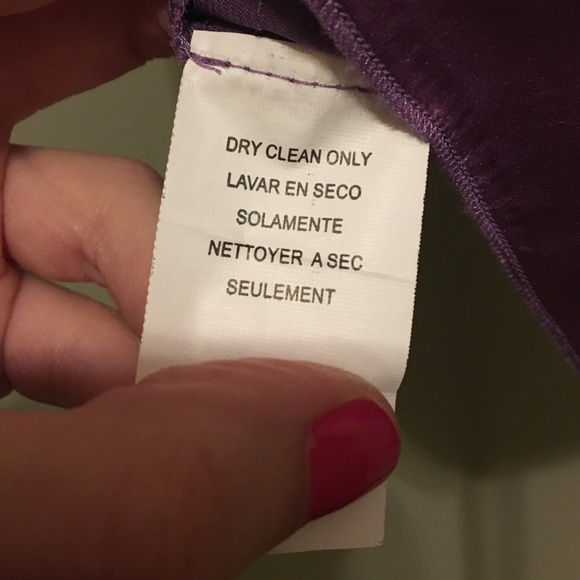 DRY CLEAN ONLY
LAVAR EN SECO
SOLAMENTE
NETTOYER A SEC
SEULEMENT